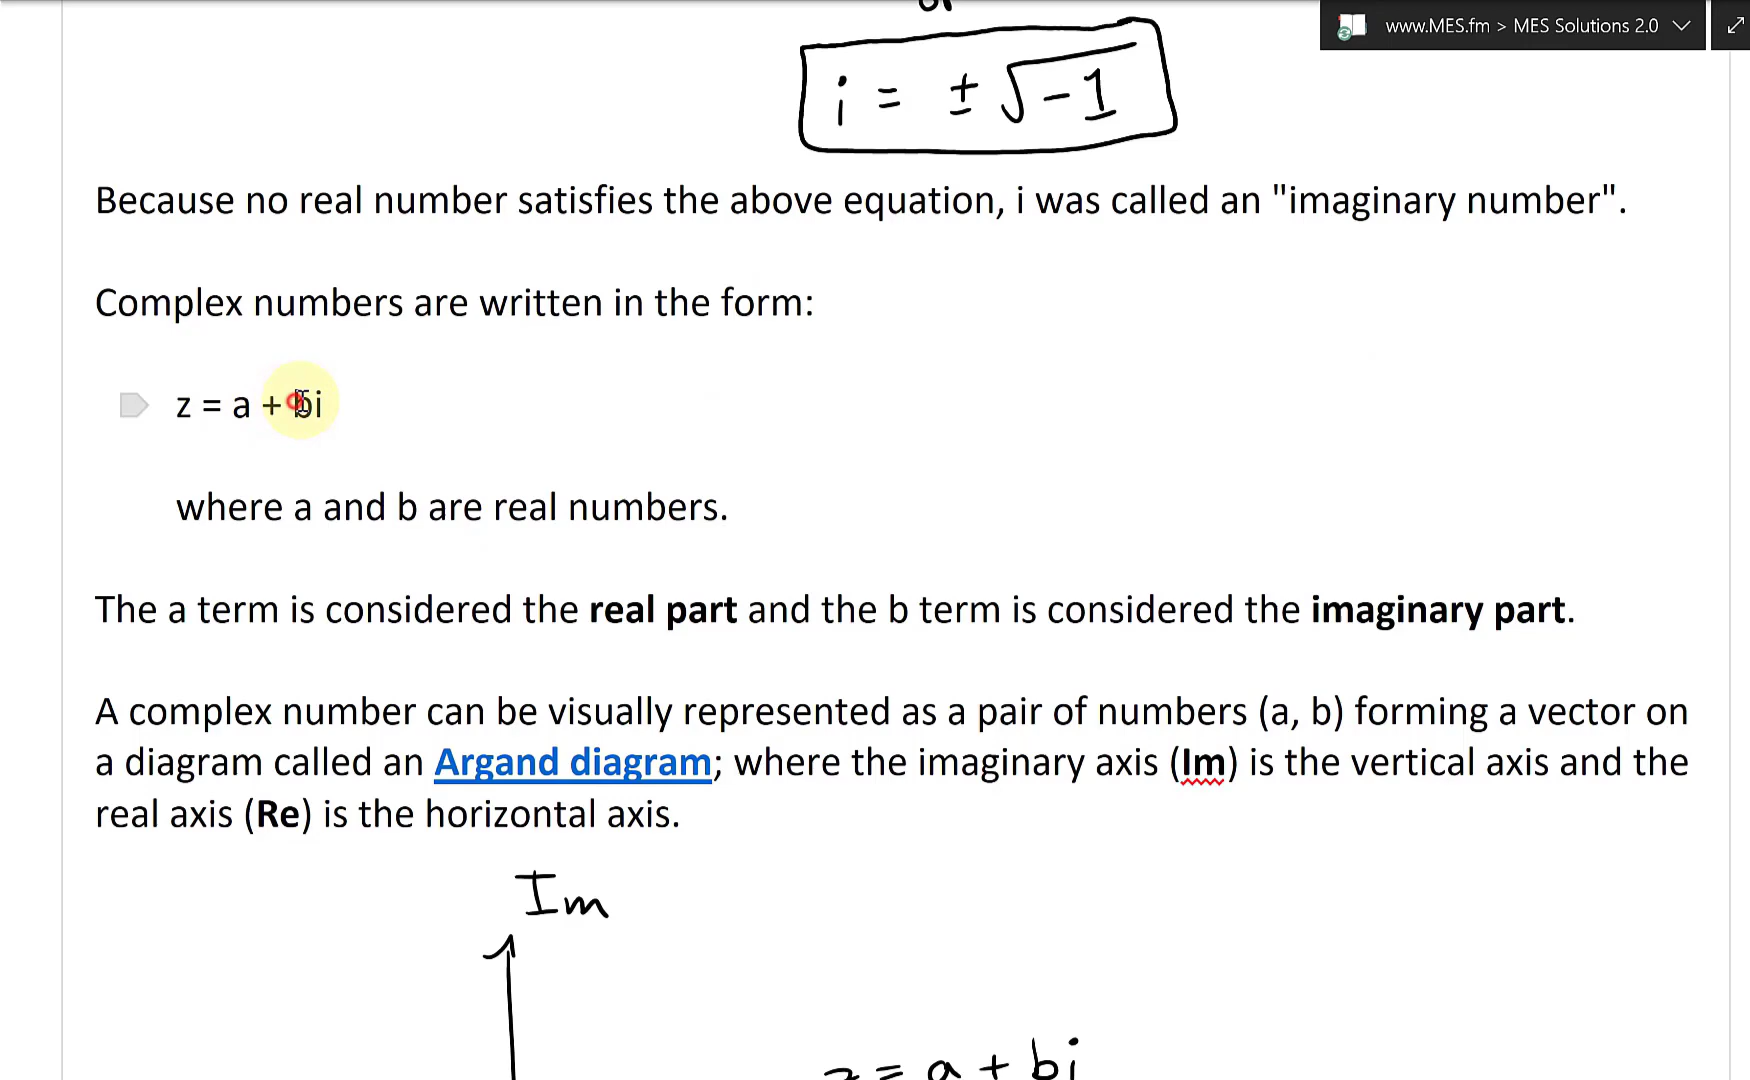 or
www.MES.fm > MES Solutions 2.0
i = ± √-1
Because no real number satisfies the above equation, i was called an "imaginary number".
Complex numbers are written in the form:
z = a + bi
where a and b are real numbers.
The a term is considered the real part and the b term is considered the imaginary part.
A complex number can be visually represented as a pair of numbers (a, b) forming a vector on
a diagram called an Argand diagram; where the imaginary axis (Im) is the vertical axis and the
real axis (Re) is the horizontal axis.
Im
z = a + bi